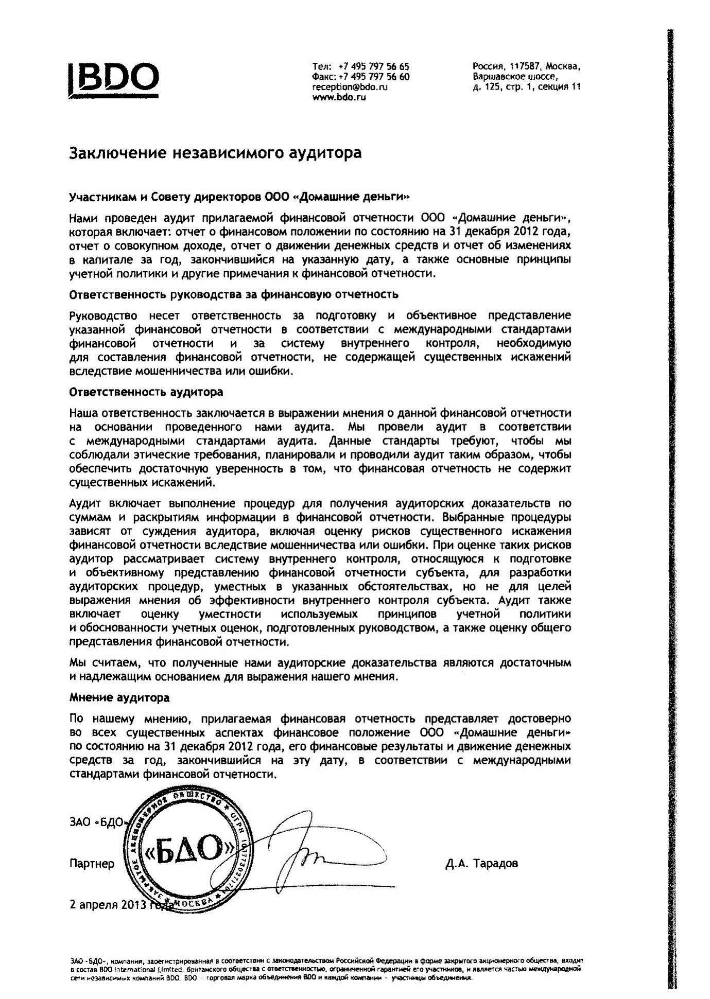 BDO
Тел: +7 495 797 56 65
Факс: +7 495 797 56 60
reception@bdo.ru
www.bdo.ru
Россия, 117587, Москва,
Варшавское шоссе,
д. 125, стр. 1, секция 11
Заключение независимого аудитора
Участникам и Совету директоров ООО «Домашние деньги»
Нами проведен аудит прилагаемой финансовой отчетности ООО «Домашние деньги»,
которая включает: отчет о финансовом положении по состоянию на 31 декабря 2012 года,
отчет о совокупном доходе, отчет о движении денежных средств и отчет об изменениях
в капитале за год, закончившийся на указанную дату, а также основные принципы
учетной политики и другие примечания к финансовой отчетности.
Ответственность руководства за финансовую отчетность
Руководство несет ответственность за подготовку и объективное представление
указанной финансовой отчетности в соответствии с международными стандартами
финансовой отчетности и за систему внутреннего контроля, необходимую
для составления финансовой отчетности, не содержащей существенных искажений
вследствие мошенничества или ошибки.
Ответственность аудитора
Наша ответственность заключается в выражении мнения о данной финансовой отчетности
на основании проведенного нами аудита. Мы провели аудит в соответствии
с международными стандартами аудита. Данные стандарты требуют, чтобы мы
соблюдали этические требования, планировали и проводили аудит таким образом, чтобы
обеспечить достаточную уверенность в том, что финансовая отчетность не содержит
существенных искажений.
Аудит включает выполнение процедур для получения аудиторских доказательств по
суммам и раскрытиям информации в финансовой отчетности. Выбранные процедуры
зависят от суждения аудитора, включая оценку рисков существенного искажения
финансовой отчетности вследствие мошенничества или ошибки. При оценке таких рисков
аудитор рассматривает систему внутреннего контроля, относящуюся к подготовке
и объективному представлению финансовой отчетности субъекта, для разработки
аудиторских процедур, уместных в указанных обстоятельствах, но не для целей
выражения мнения об эффективности внутреннего контроля субъекта. Аудит также
включает оценку уместности используемых принципов учетной политики
и обоснованности учетных оценок, подготовленных руководством, а также оценку общего
представления финансовой отчетности.
Мы считаем, что полученные нами аудиторские доказательства являются достаточным
и надлежащим основанием для выражения нашего мнения.
Мнение аудитора
По нашему мнению, прилагаемая финансовая отчетность представляет достоверно
во всех существенных аспектах финансовое положение ООО «Домашние деньги»
по состоянию на 31 декабря 2012 года, его финансовые результаты и движение денежных
средств за год, закончившийся на эту дату, в соответствии с международными
стандартами финансовой отчетности.
ЗАО «БДО»
ЗАКРЫТОЕ АКЦИОНЕРНОЕ ОБЩЕСТВО * ОГРН
«БДО»
* МОСКВА *
Партнер
Д.А. Тарадов
2 апреля 2013 года
ЗАО «БДО», компания, зарегистрированная в соответствии с законодательством Российской Федерации в форме закрытого акционерного общества, входит
в состав BDO International Limited, британского общества с ответственностью, ограниченной гарантией его участников, и является частью международной
сети независимых компаний BDO. BDO - торговая марка объединения BDO и каждой компании - участницы объединения.